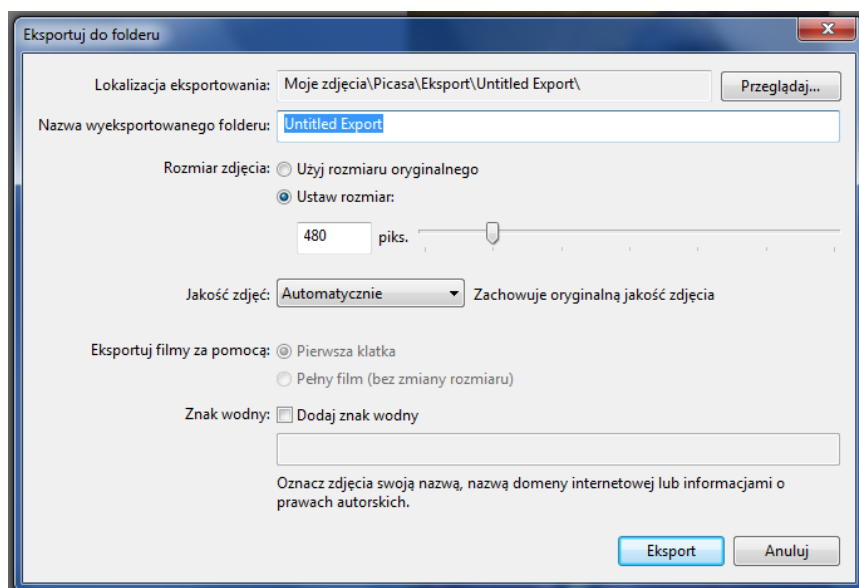 Eksportuj do folderu
Lokalizacja eksportowania: Moje zdjęcia\Picasa\Eksport\Untitled Export\ Przeglądaj...
Nazwa wyeksportowanego folderu: Untitled Export
Rozmiar zdjęcia: Użyj rozmiaru oryginalnego
Ustaw rozmiar:
480 piks.
Jakość zdjęć: Automatycznie Zachowuje oryginalną jakość zdjęcia
Eksportuj filmy za pomocą: Pierwsza klatka
Pełny film (bez zmiany rozmiaru)
Znak wodny: Dodaj znak wodny
Oznacz zdjęcia swoją nazwą, nazwą domeny internetowej lub informacjami o
prawach autorskich.
Eksport Anuluj